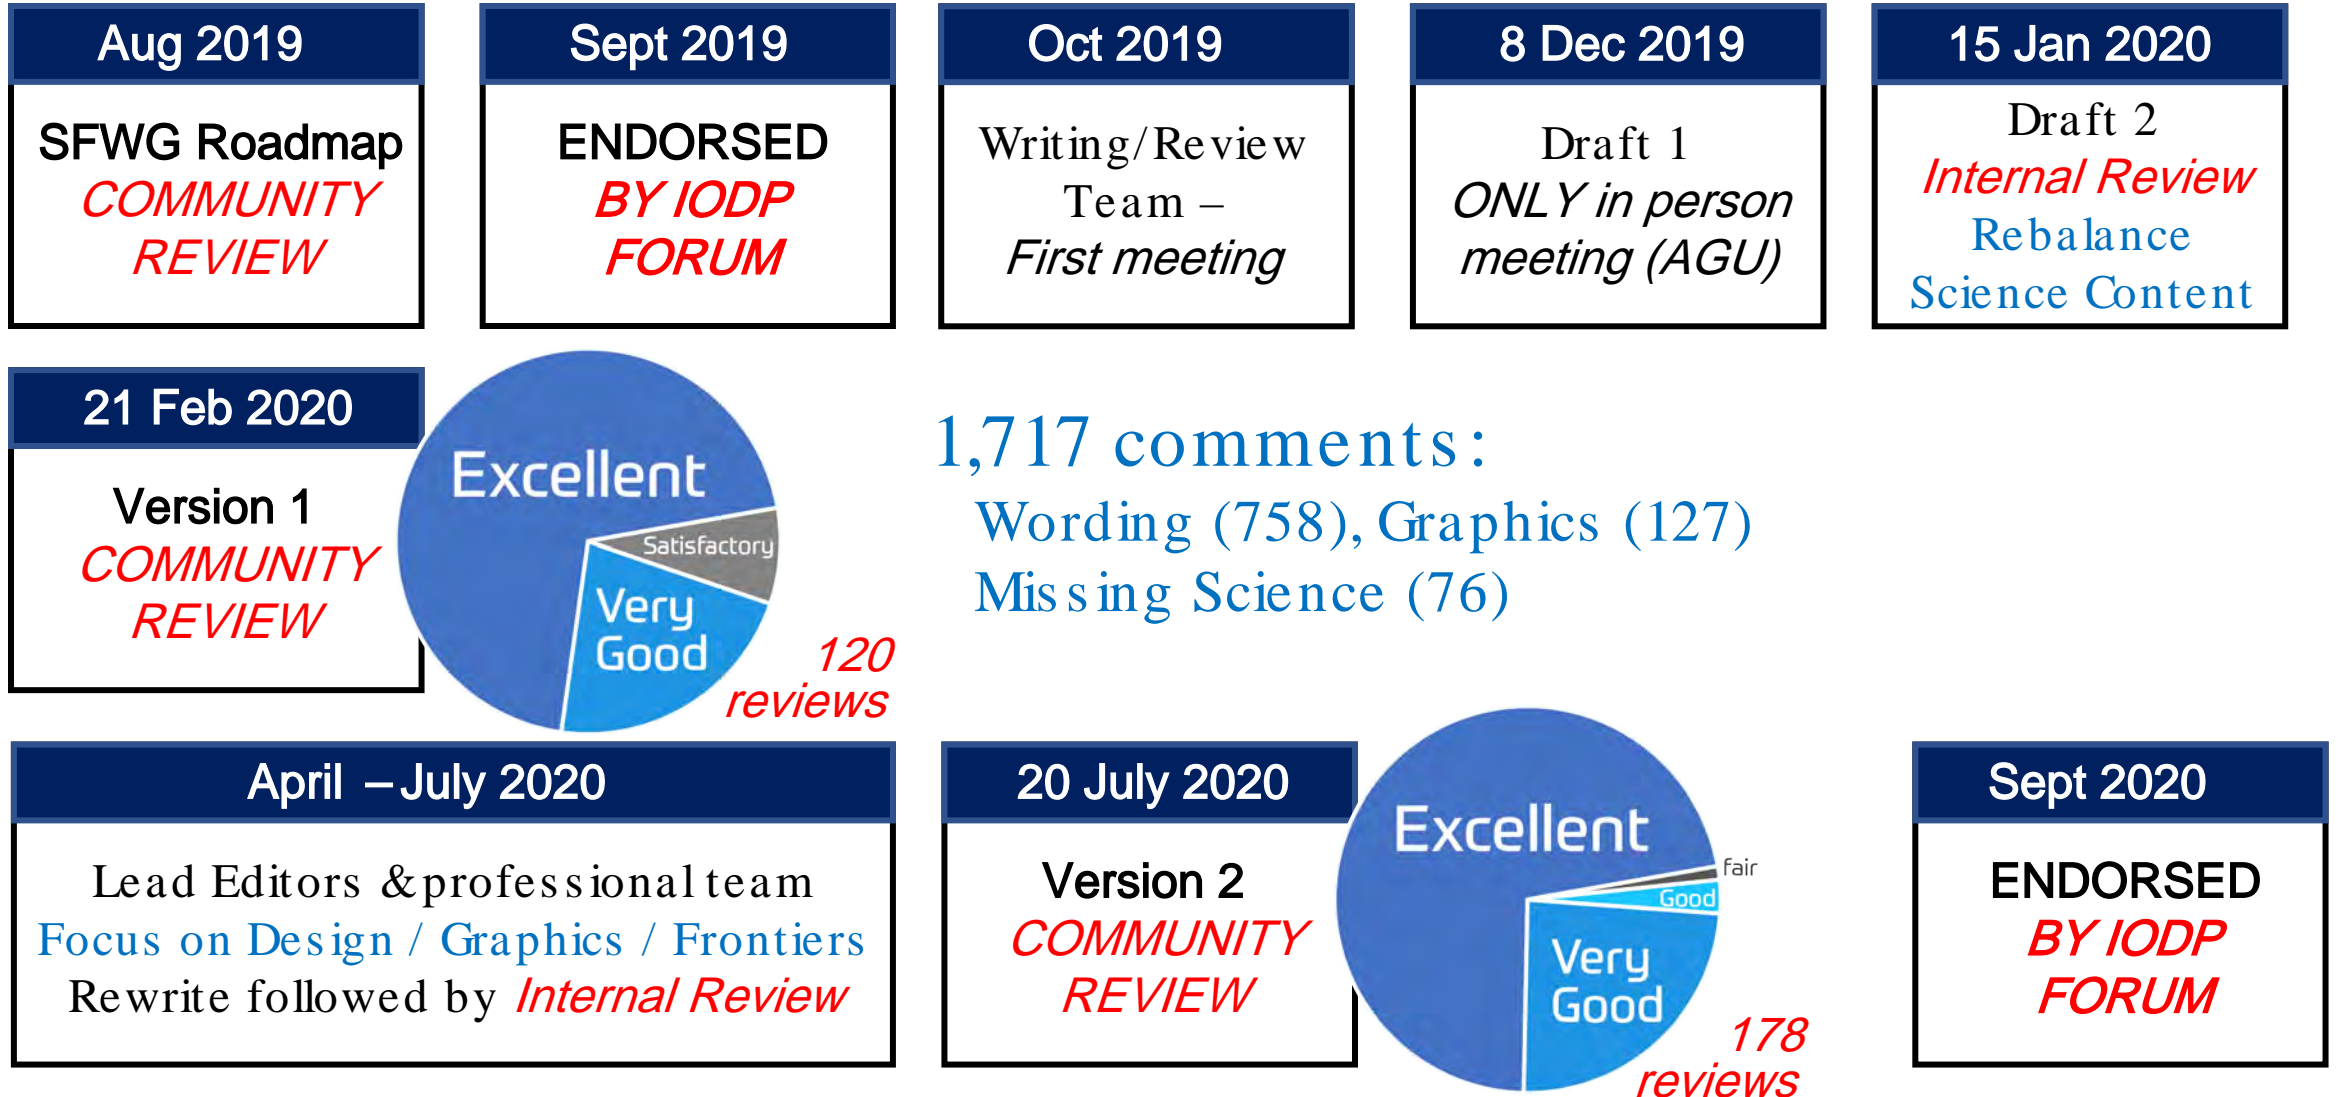 Aug 2019
SFWG Roadmap
COMMUNITY
REVIEW
Sept 2019
ENDORSED
BY IODP
FORUM
Oct 2019
Writing/Review
Team –
First meeting
8 Dec 2019
Draft 1
ONLY in person
meeting (AGU)
15 Jan 2020
Draft 2
Internal Review
Rebalance
Science Content
21 Feb 2020
Version 1
COMMUNITY
REVIEW
Excellent
Satisfactory
Very
Good
120
reviews
1,717 comments:
Wording (758), Graphics (127)
Missing Science (76)
April – July 2020
Lead Editors & professional team
Focus on Design / Graphics / Frontiers
Rewrite followed by Internal Review
20 July 2020
Version 2
COMMUNITY
REVIEW
Excellent
Fair
Good
Very
Good
178
reviews
Sept 2020
ENDORSED
BY IODP
FORUM